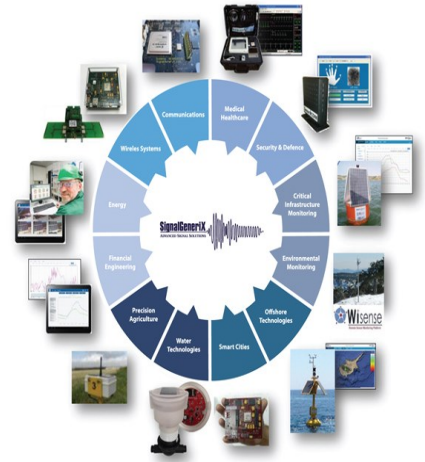 Communications
Medical
Healthcare
Wireles Systems
Security & Defence
Energy
Critical
Infrastructure
Monitoring
SignalGeneriX
ADVANCED SIGNAL SOLUTIONS
Financial
Engineering
Environmental
Monitoring
Precision
Agriculture
Offshore
Technologies
Water
Technologies
Smart Cities
Wisense